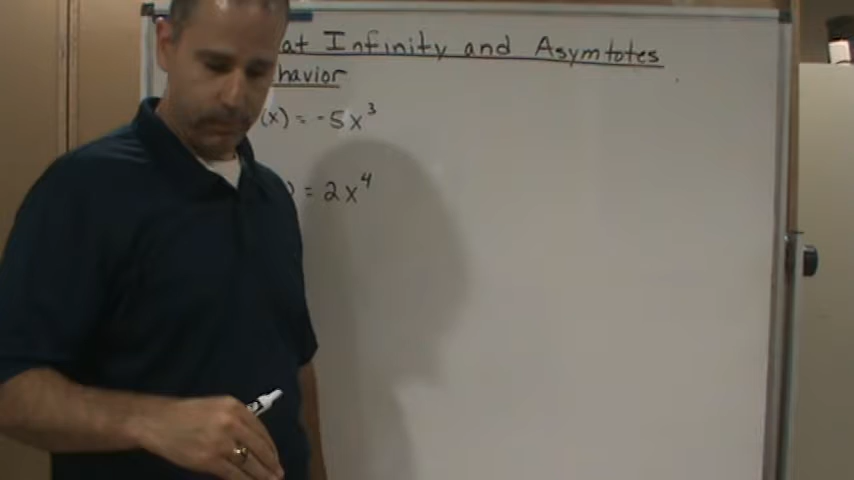 at Infinity and Asymtotes
havior
(x) = -5x³
) = 2x⁴